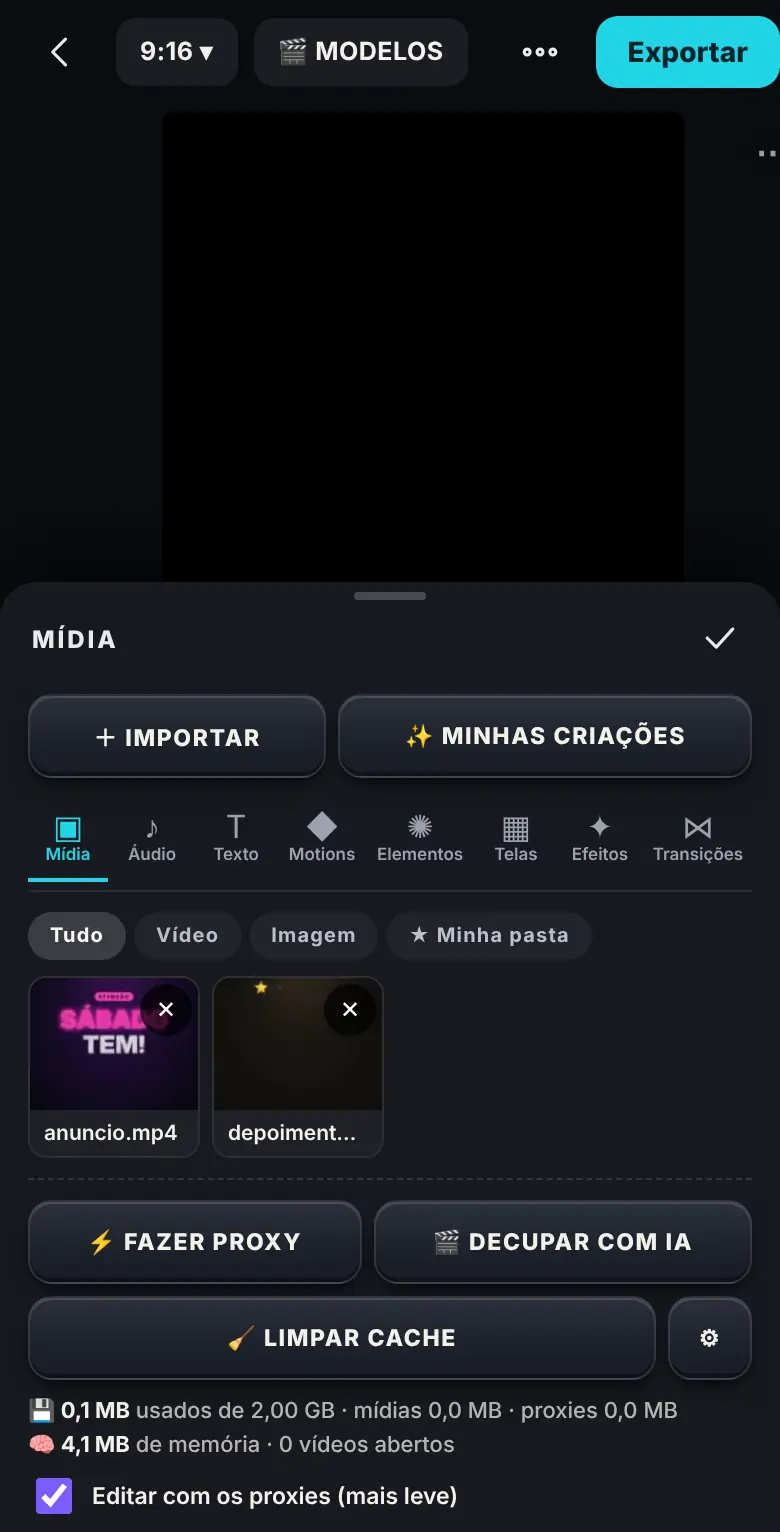 9:16 ▾
🎬 MODELOS
Exportar
MÍDIA
+ IMPORTAR
✨ MINHAS CRIAÇÕES
Mídia
Áudio
T
Texto
Motions
Elementos
Telas
Efeitos
Transições
Tudo
Vídeo
Imagem
★ Minha pasta
TEM!
anuncio.mp4
depoiment...
⚡ FAZER PROXY
🎬 DECUPAR COM IA
🧹 LIMPAR CACHE
💾 0,1 MB usados de 2,00 GB · mídias 0,0 MB · proxies 0,0 MB
🧠 4,1 MB de memória · 0 vídeos abertos
Editar com os proxies (mais leve)